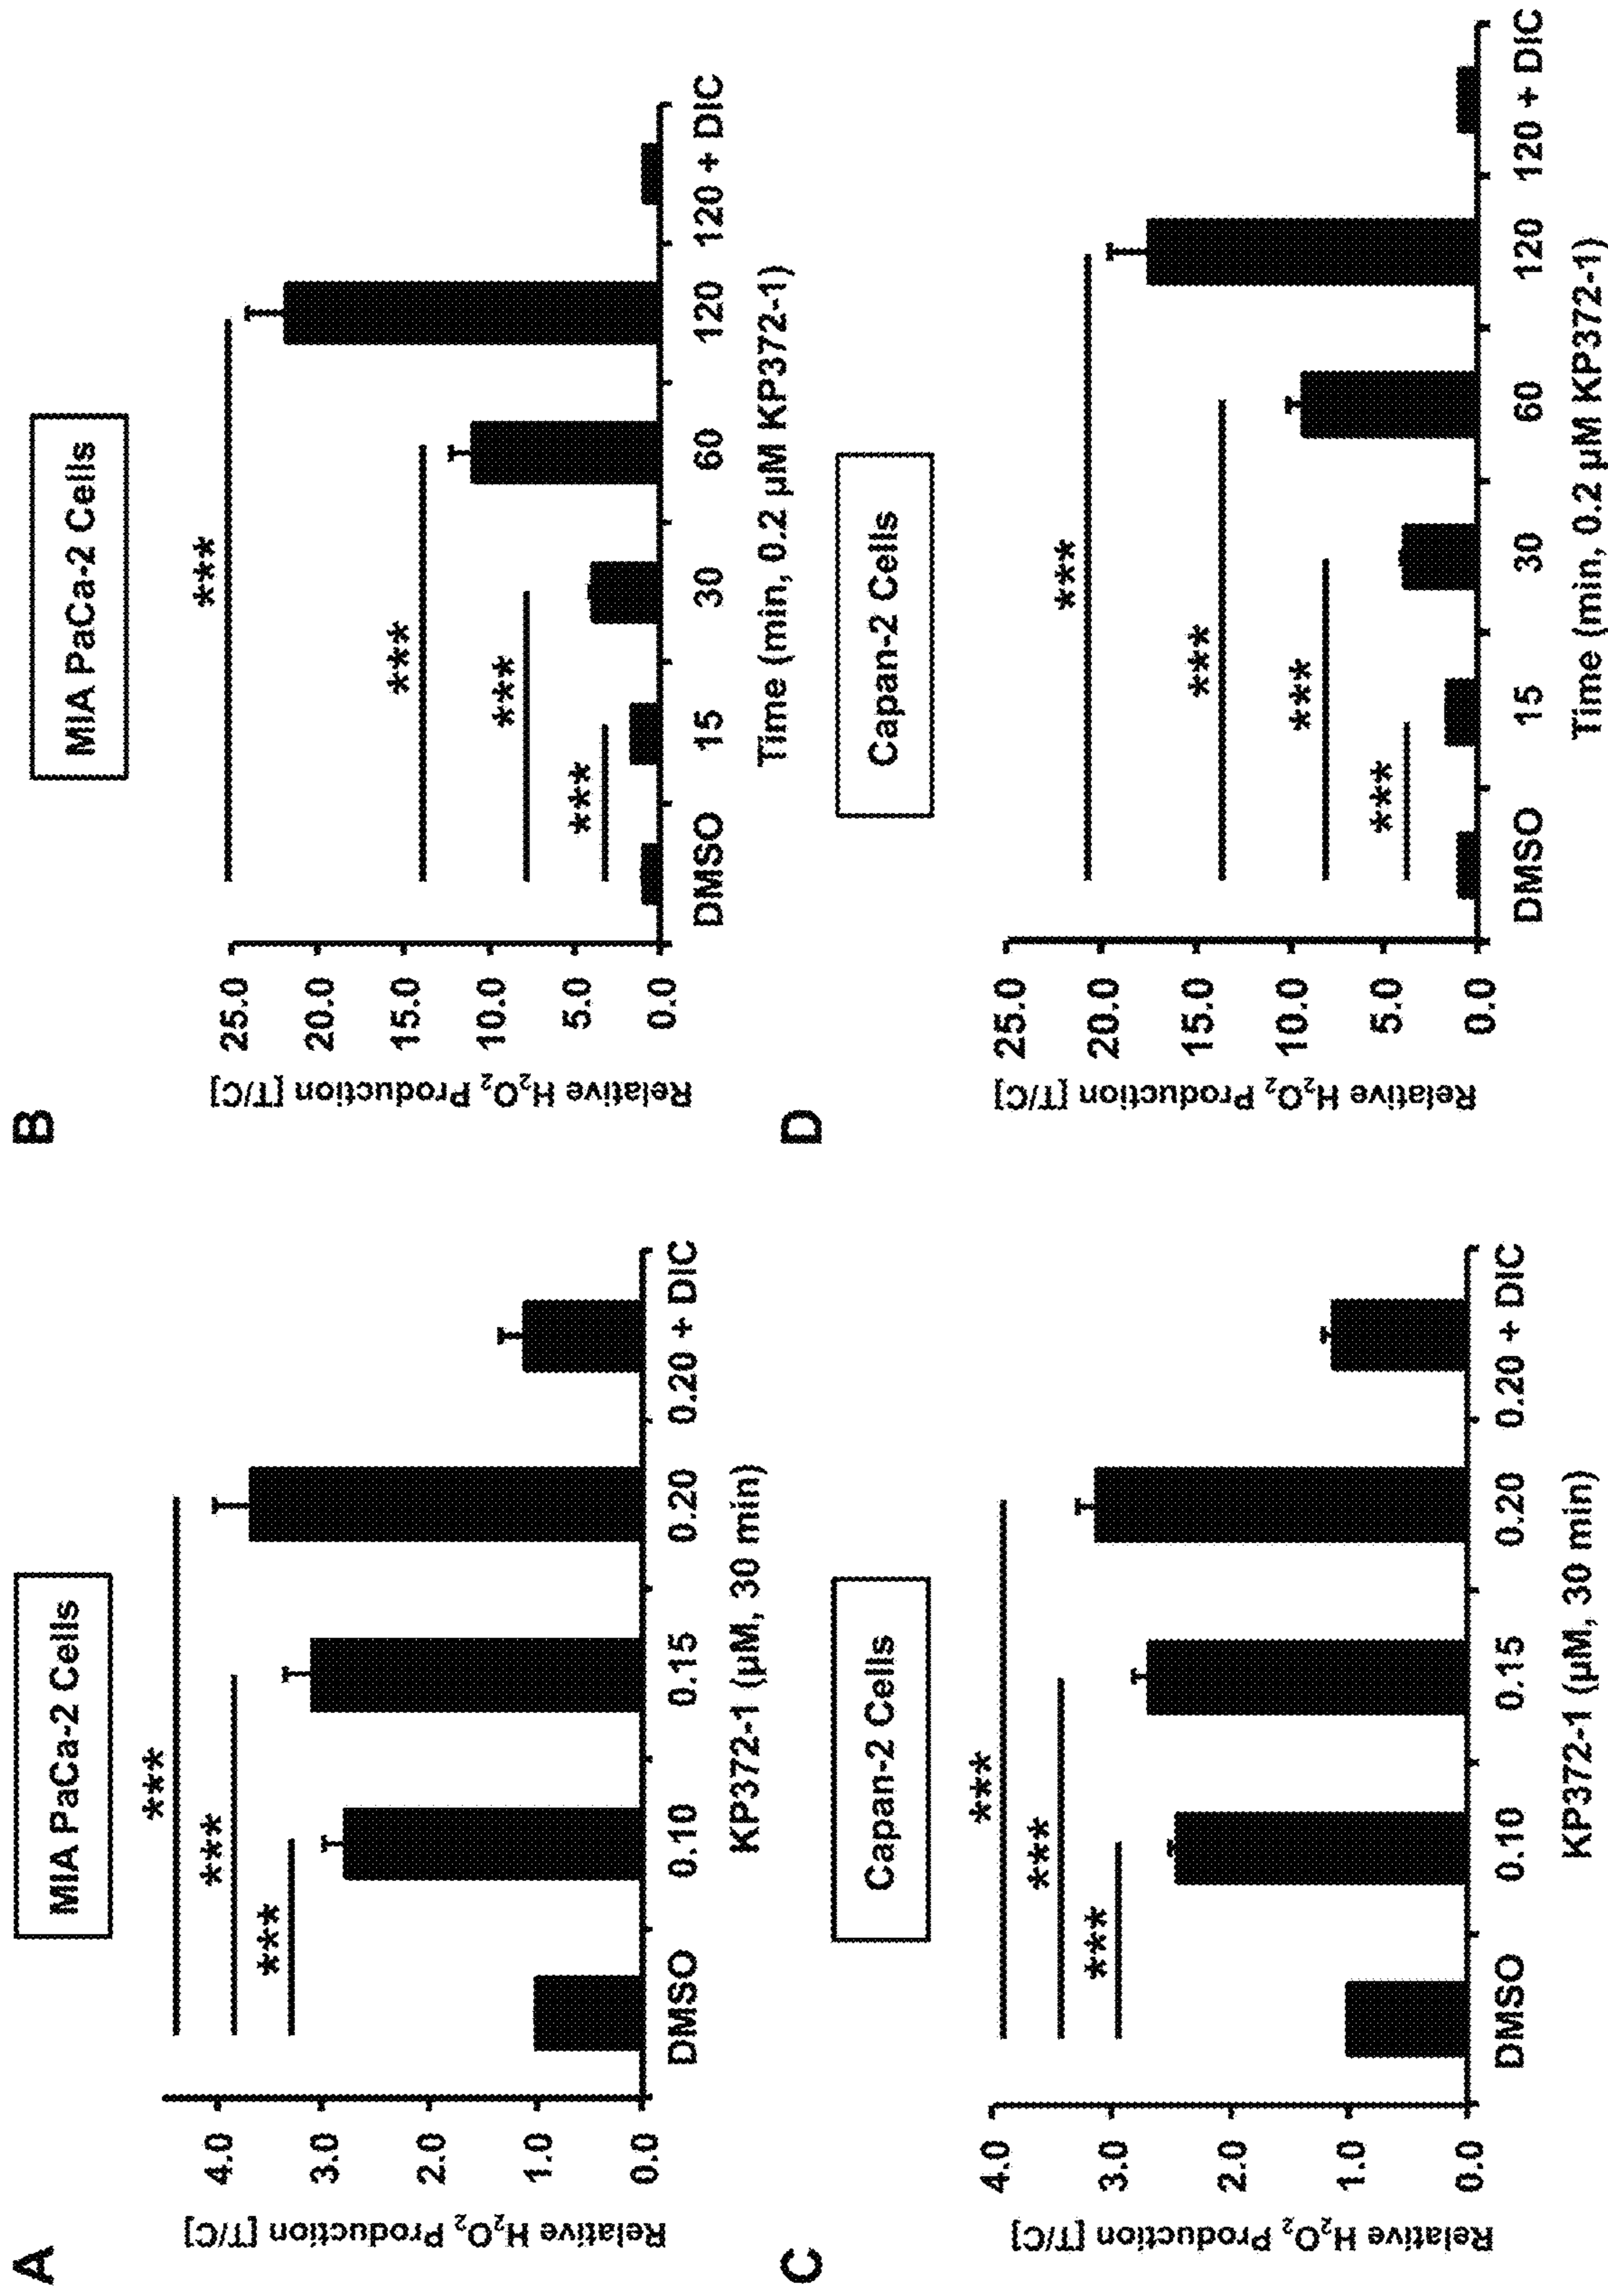 A
MIA PaCa-2 Cells
Relative H₂O₂ Production [T/C]
4.0
3.0
2.0
1.0
0.0
***
***
***
DMSO 0.10 0.15 0.20 0.20 + DIC
KP372-1 (µM, 30 min)
B
MIA PaCa-2 Cells
Relative H₂O₂ Production [T/C]
25.0
20.0
15.0
10.0
5.0
0.0
***
***
***
***
DMSO 15 30 60 120 120 + DIC
Time (min, 0.2 µM KP372-1)
C
Capan-2 Cells
Relative H₂O₂ Production [T/C]
4.0
3.0
2.0
1.0
0.0
***
***
***
DMSO 0.10 0.15 0.20 0.20 + DIC
KP372-1 (µM, 30 min)
D
Capan-2 Cells
Relative H₂O₂ Production [T/C]
25.0
20.0
15.0
10.0
5.0
0.0
***
***
***
***
DMSO 15 30 60 120 120 + DIC
Time (min, 0.2 µM KP372-1)